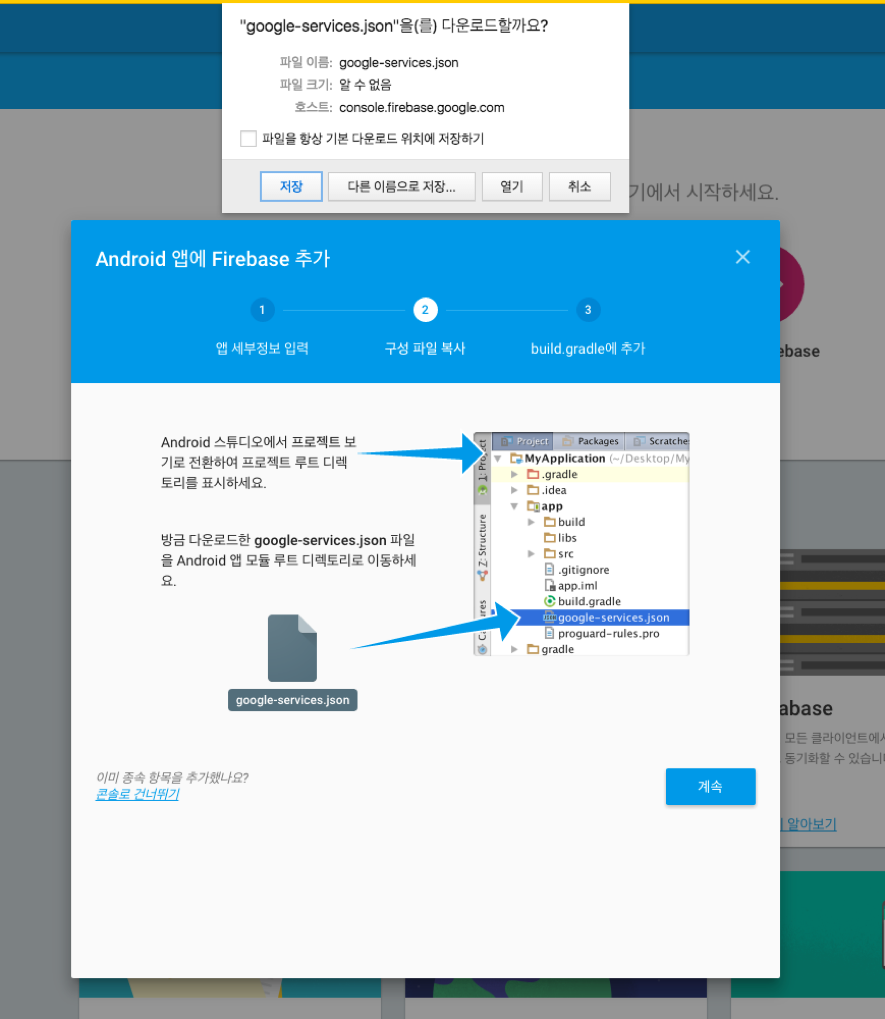 "google-services.json"을(를) 다운로드할까요?
파일 이름: google-services.json
파일 크기: 알 수 없음
호스트: console.firebase.google.com
파일을 항상 기본 다운로드 위치에 저장하기
저장 다른 이름으로 저장... 열기 취소
시작하세요.
Android 앱에 Firebase 추가
1 2 3
앱 세부정보 입력 구성 파일 복사 build.gradle에 추가
Android 스튜디오에서 프로젝트 보
기로 전환하여 프로젝트 루트 디렉
토리를 표시하세요.
방금 다운로드한 google-services.json 파일
을 Android 앱 모듈 루트 디렉토리로 이동하세
요.
google-services.json
Project Packages Scratche
1: Project
Z: Structure
MyApplication (~/Desktop/My
.gradle
.idea
app
build
libs
src
.gitignore
app.iml
build.gradle
google-services.json
proguard-rules.pro
gradle
이미 종속 항목을 추가했나요?
콘솔로 건너뛰기
계속
ebase
abase
모든 클라이언트에서
동기화할 수 있습니
알아보기